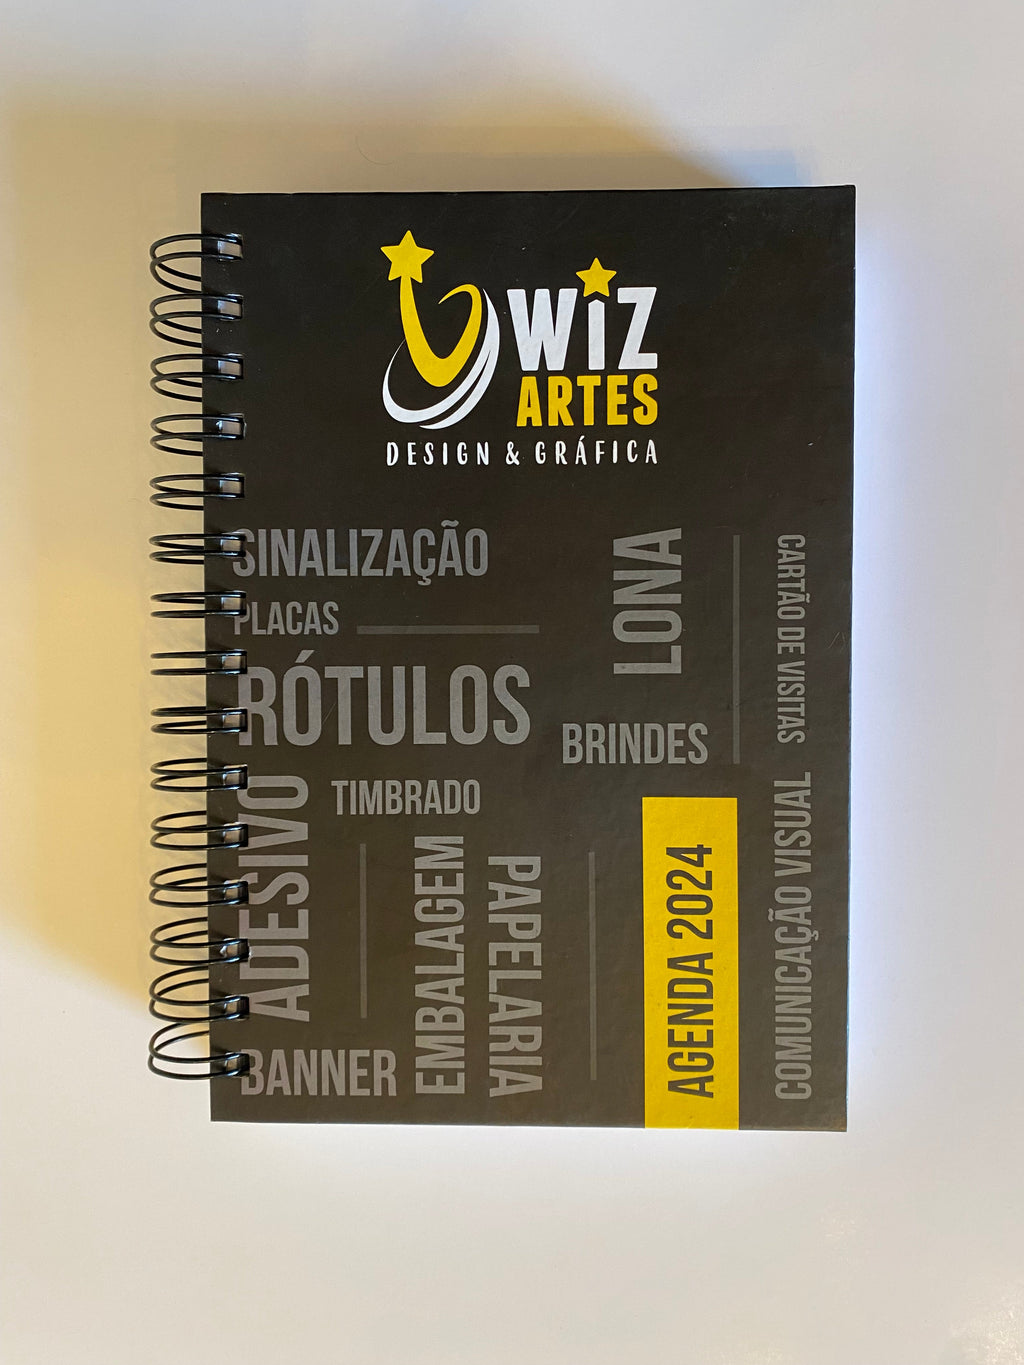 WiZ
ARTES
DESIGN & GRÁFICA
SINALIZAÇÃO
PLACAS
RÓTULOS
LONA
CARTÃO DE VISITAS
BRINDES
ADESIVO
TIMBRADO
EMBALAGEM
PAPELARIA
BANNER
AGENDA 2024
COMUNICAÇÃO VISUAL